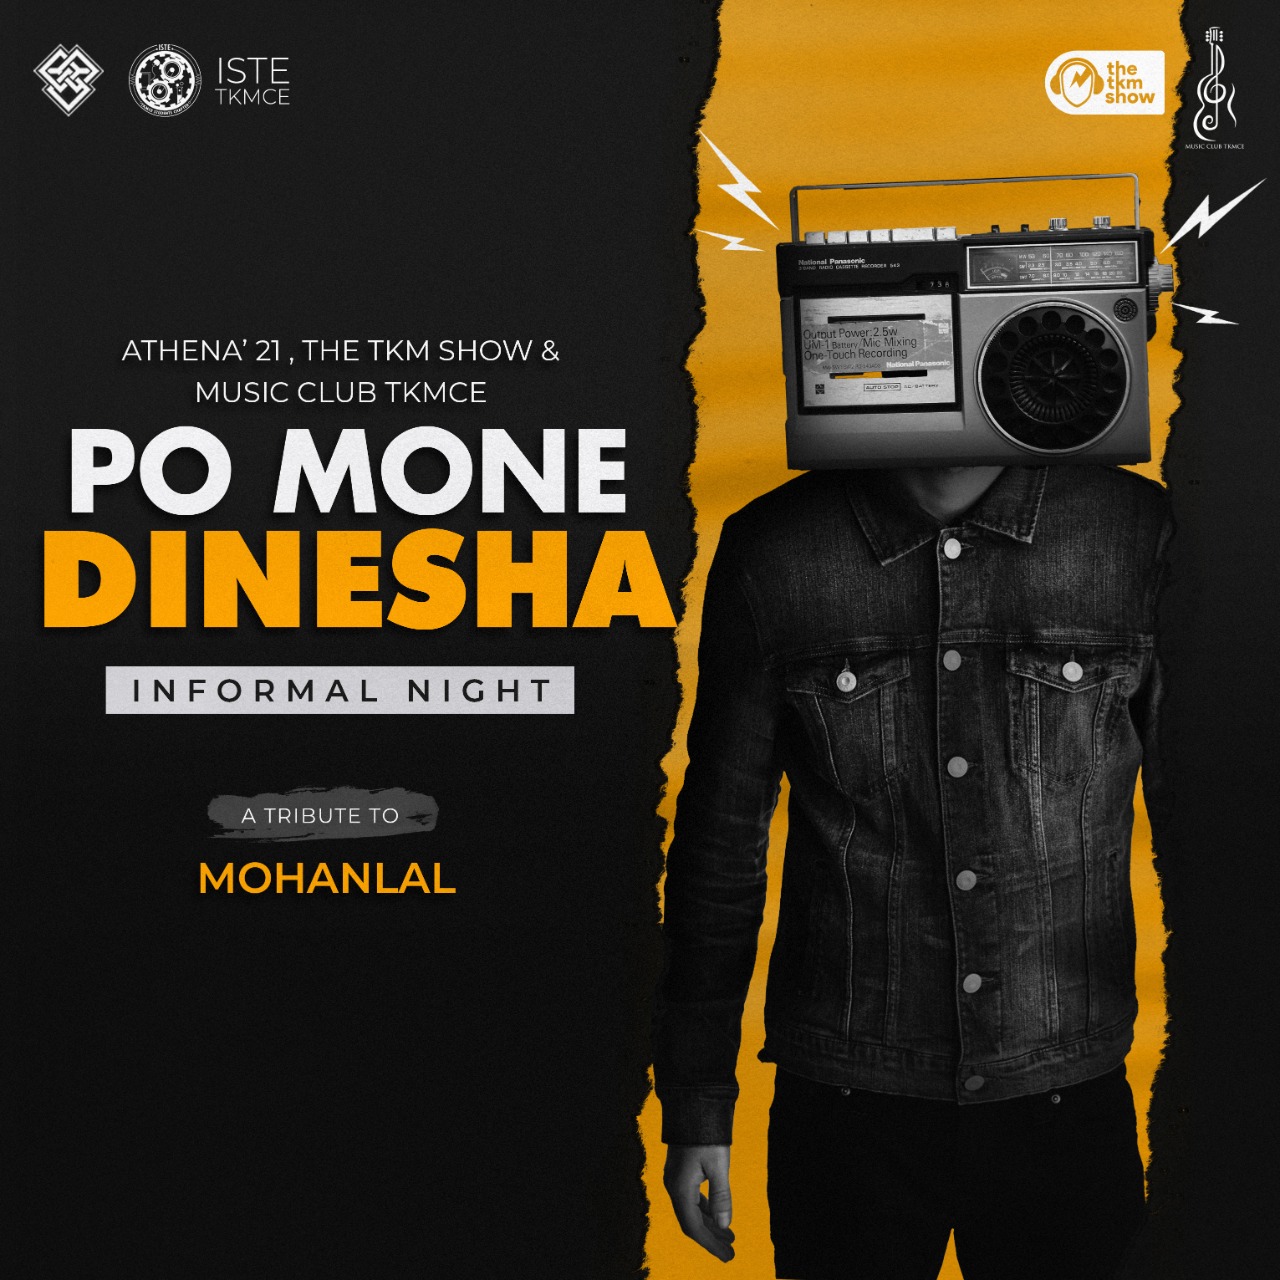 ISTE
TKMCE
the
tkm
show
MUSIC CLUB TKMCE
ATHENA’ 21 , THE TKM SHOW &
MUSIC CLUB TKMCE
PO MONE
DINESHA
INFORMAL NIGHT
A TRIBUTE TO
MOHANLAL
National Panasonic
Output Power:2.5w
UM-1 Battery/Mic Mixing
One-Touch Recording
National Panasonic
AUTO STOP